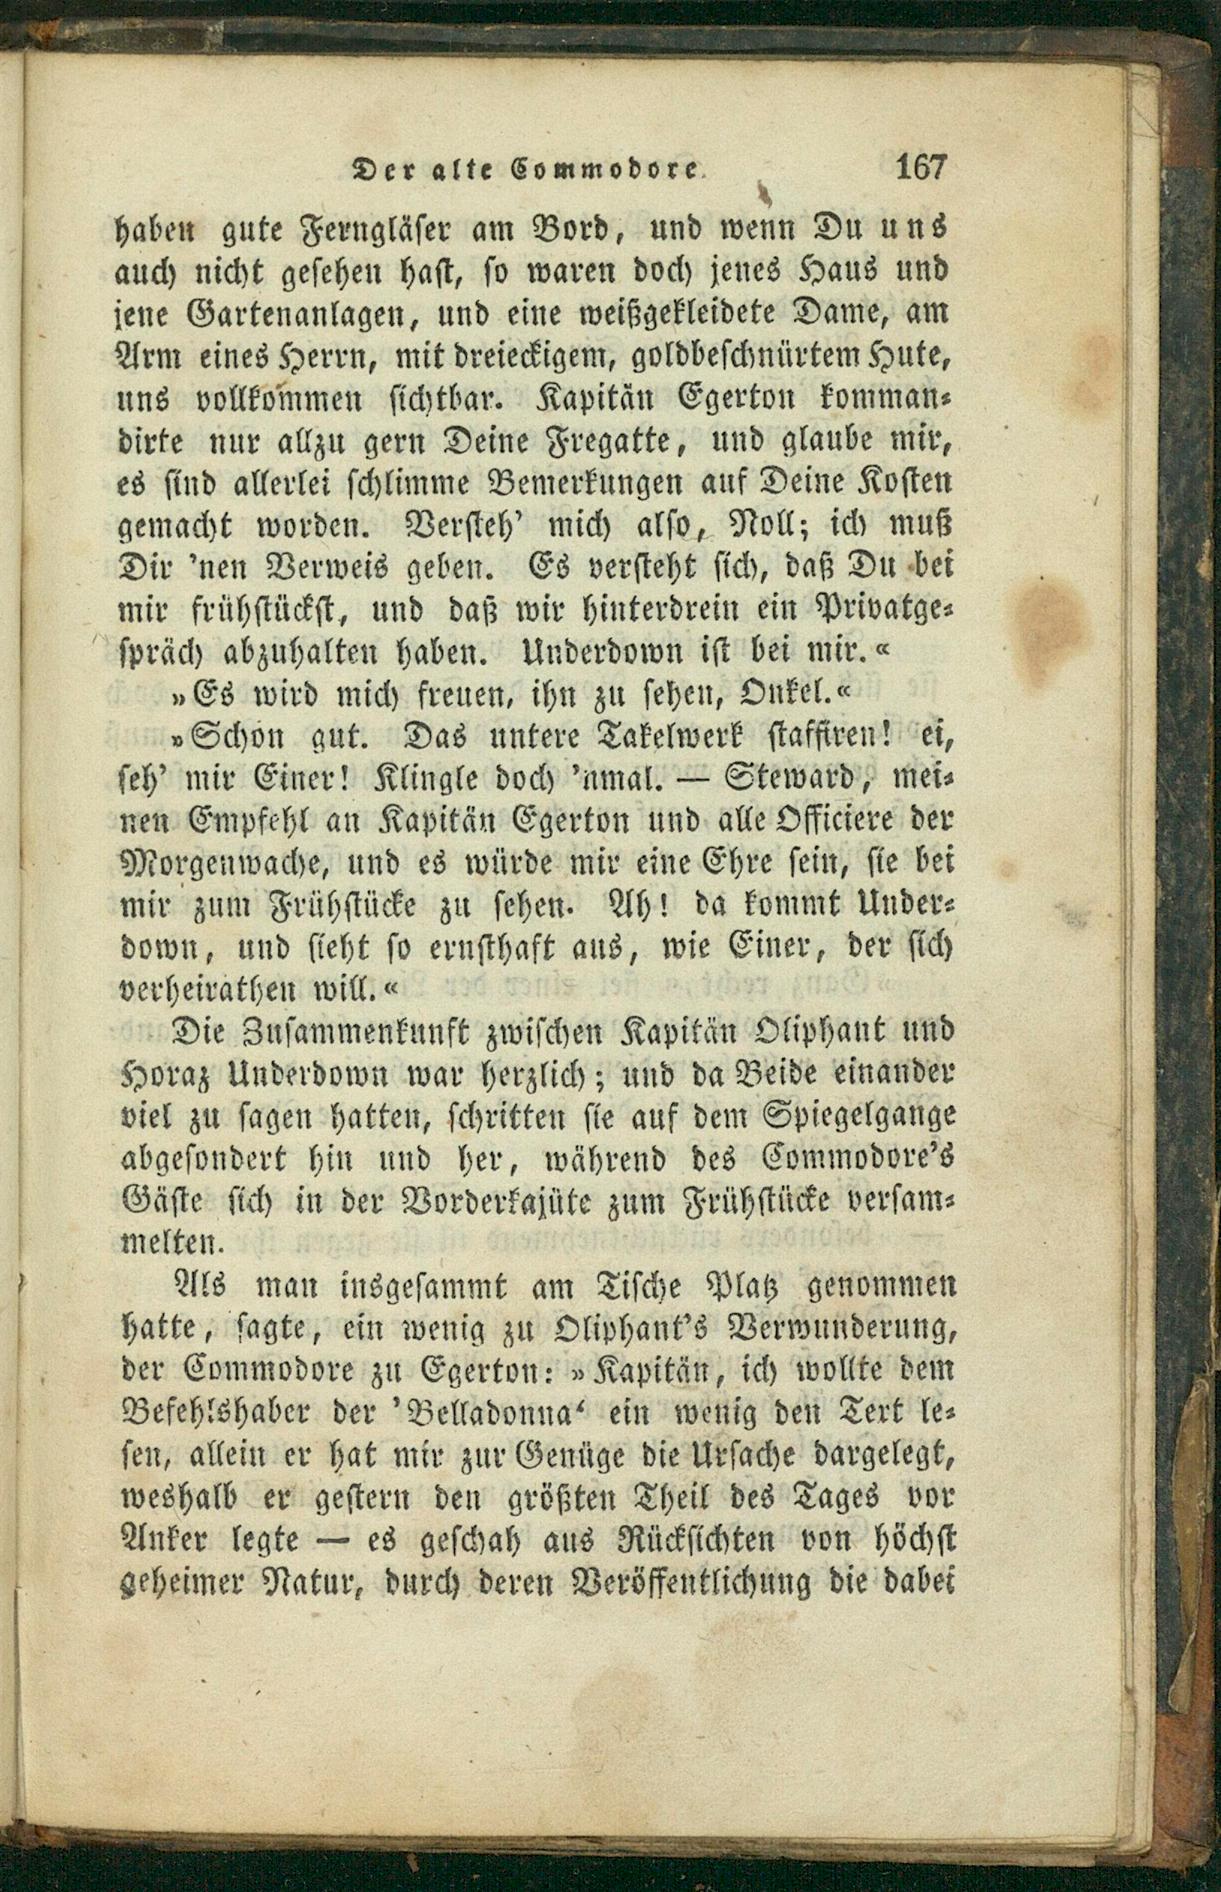 Der alte Commodore. 167
haben gute Ferngläser am Bord, und wenn Du uns
auch nicht gesehen hast, so waren doch jenes Haus und
jene Gartenanlagen, und eine weißgekleidete Dame, am
Arm eines Herrn, mit dreieckigem, goldbeschnürtem Hute,
uns vollkommen sichtbar. Kapitän Egerton komman-
dirte nur allzu gern Deine Fregatte, und glaube mir,
es sind allerlei schlimme Bemerkungen auf Deine Kosten
gemacht worden. Versteh' mich also, Noll; ich muß
Dir 'nen Verweis geben. Es versteht sich, daß Du bei
mir frühstückst, und daß wir hinterdrein ein Privatge-
spräch abzuhalten haben. Underdown ist bei mir.«
»Es wird mich freuen, ihn zu sehen, Onkel.«
»Schon gut. Das untere Takelwerk staffiren! ei,
seh' mir Einer! Klingle doch 'nmal. — Steward, mei-
nen Empfehl an Kapitän Egerton und alle Officiere der
Morgenwache, und es würde mir eine Ehre sein, sie bei
mir zum Frühstücke zu sehen. Ah! da kommt Under-
down, und sieht so ernsthaft aus, wie Einer, der sich
verheirathen will.«
Die Zusammenkunft zwischen Kapitän Oliphant und
Horaz Underdown war herzlich; und da Beide einander
viel zu sagen hatten, schritten sie auf dem Spiegelgange
abgesondert hin und her, während des Commodore's
Gäste sich in der Vorderkajüte zum Frühstücke versam-
melten.
Als man insgesammt am Tische Platz genommen
hatte, sagte, ein wenig zu Oliphant's Verwunderung,
der Commodore zu Egerton: »Kapitän, ich wollte dem
Befehlshaber der 'Belladonna‘ ein wenig den Text le-
sen, allein er hat mir zur Genüge die Ursache dargelegt,
weshalb er gestern den größten Theil des Tages vor
Anker legte — es geschah aus Rücksichten von höchst
geheimer Natur, durch deren Veröffentlichung die dabei